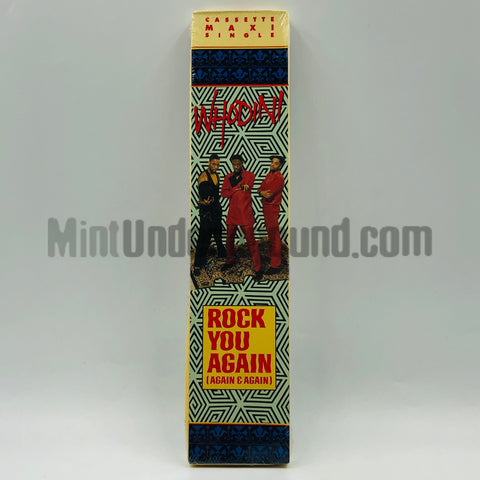 CASSETTE
MAXI
SINGLE
WHODINI
MintUnderground.com
ROCK
YOU
AGAIN
(AGAIN & AGAIN)